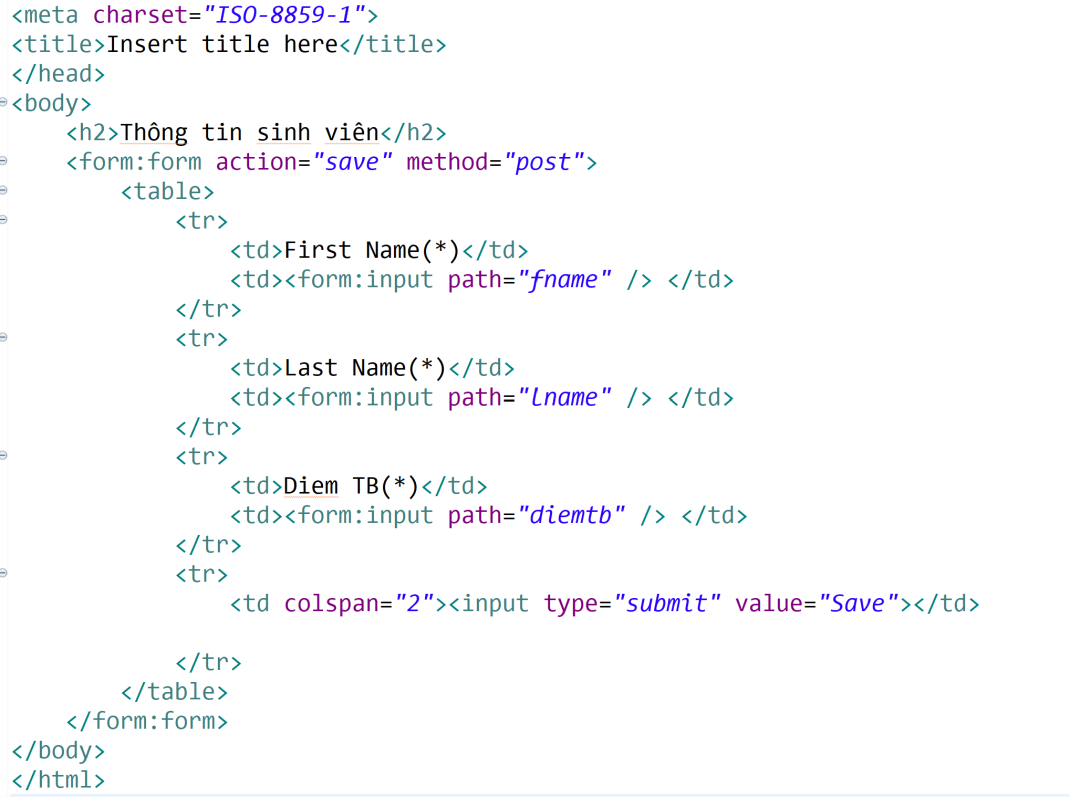 <meta charset="ISO-8859-1">
<title>Insert title here</title>
</head>
<body>
<h2>Thông tin sinh viên</h2>
<form:form action="save" method="post">
<table>
<tr>
<td>First Name(*)</td>
<td><form:input path="fname" /> </td>
</tr>
<tr>
<td>Last Name(*)</td>
<td><form:input path="lname" /> </td>
</tr>
<tr>
<td>Diem TB(*)</td>
<td><form:input path="diemtb" /> </td>
</tr>
<tr>
<td colspan="2"><input type="submit" value="Save"></td>
</tr>
</table>
</form:form>
</body>
</html>